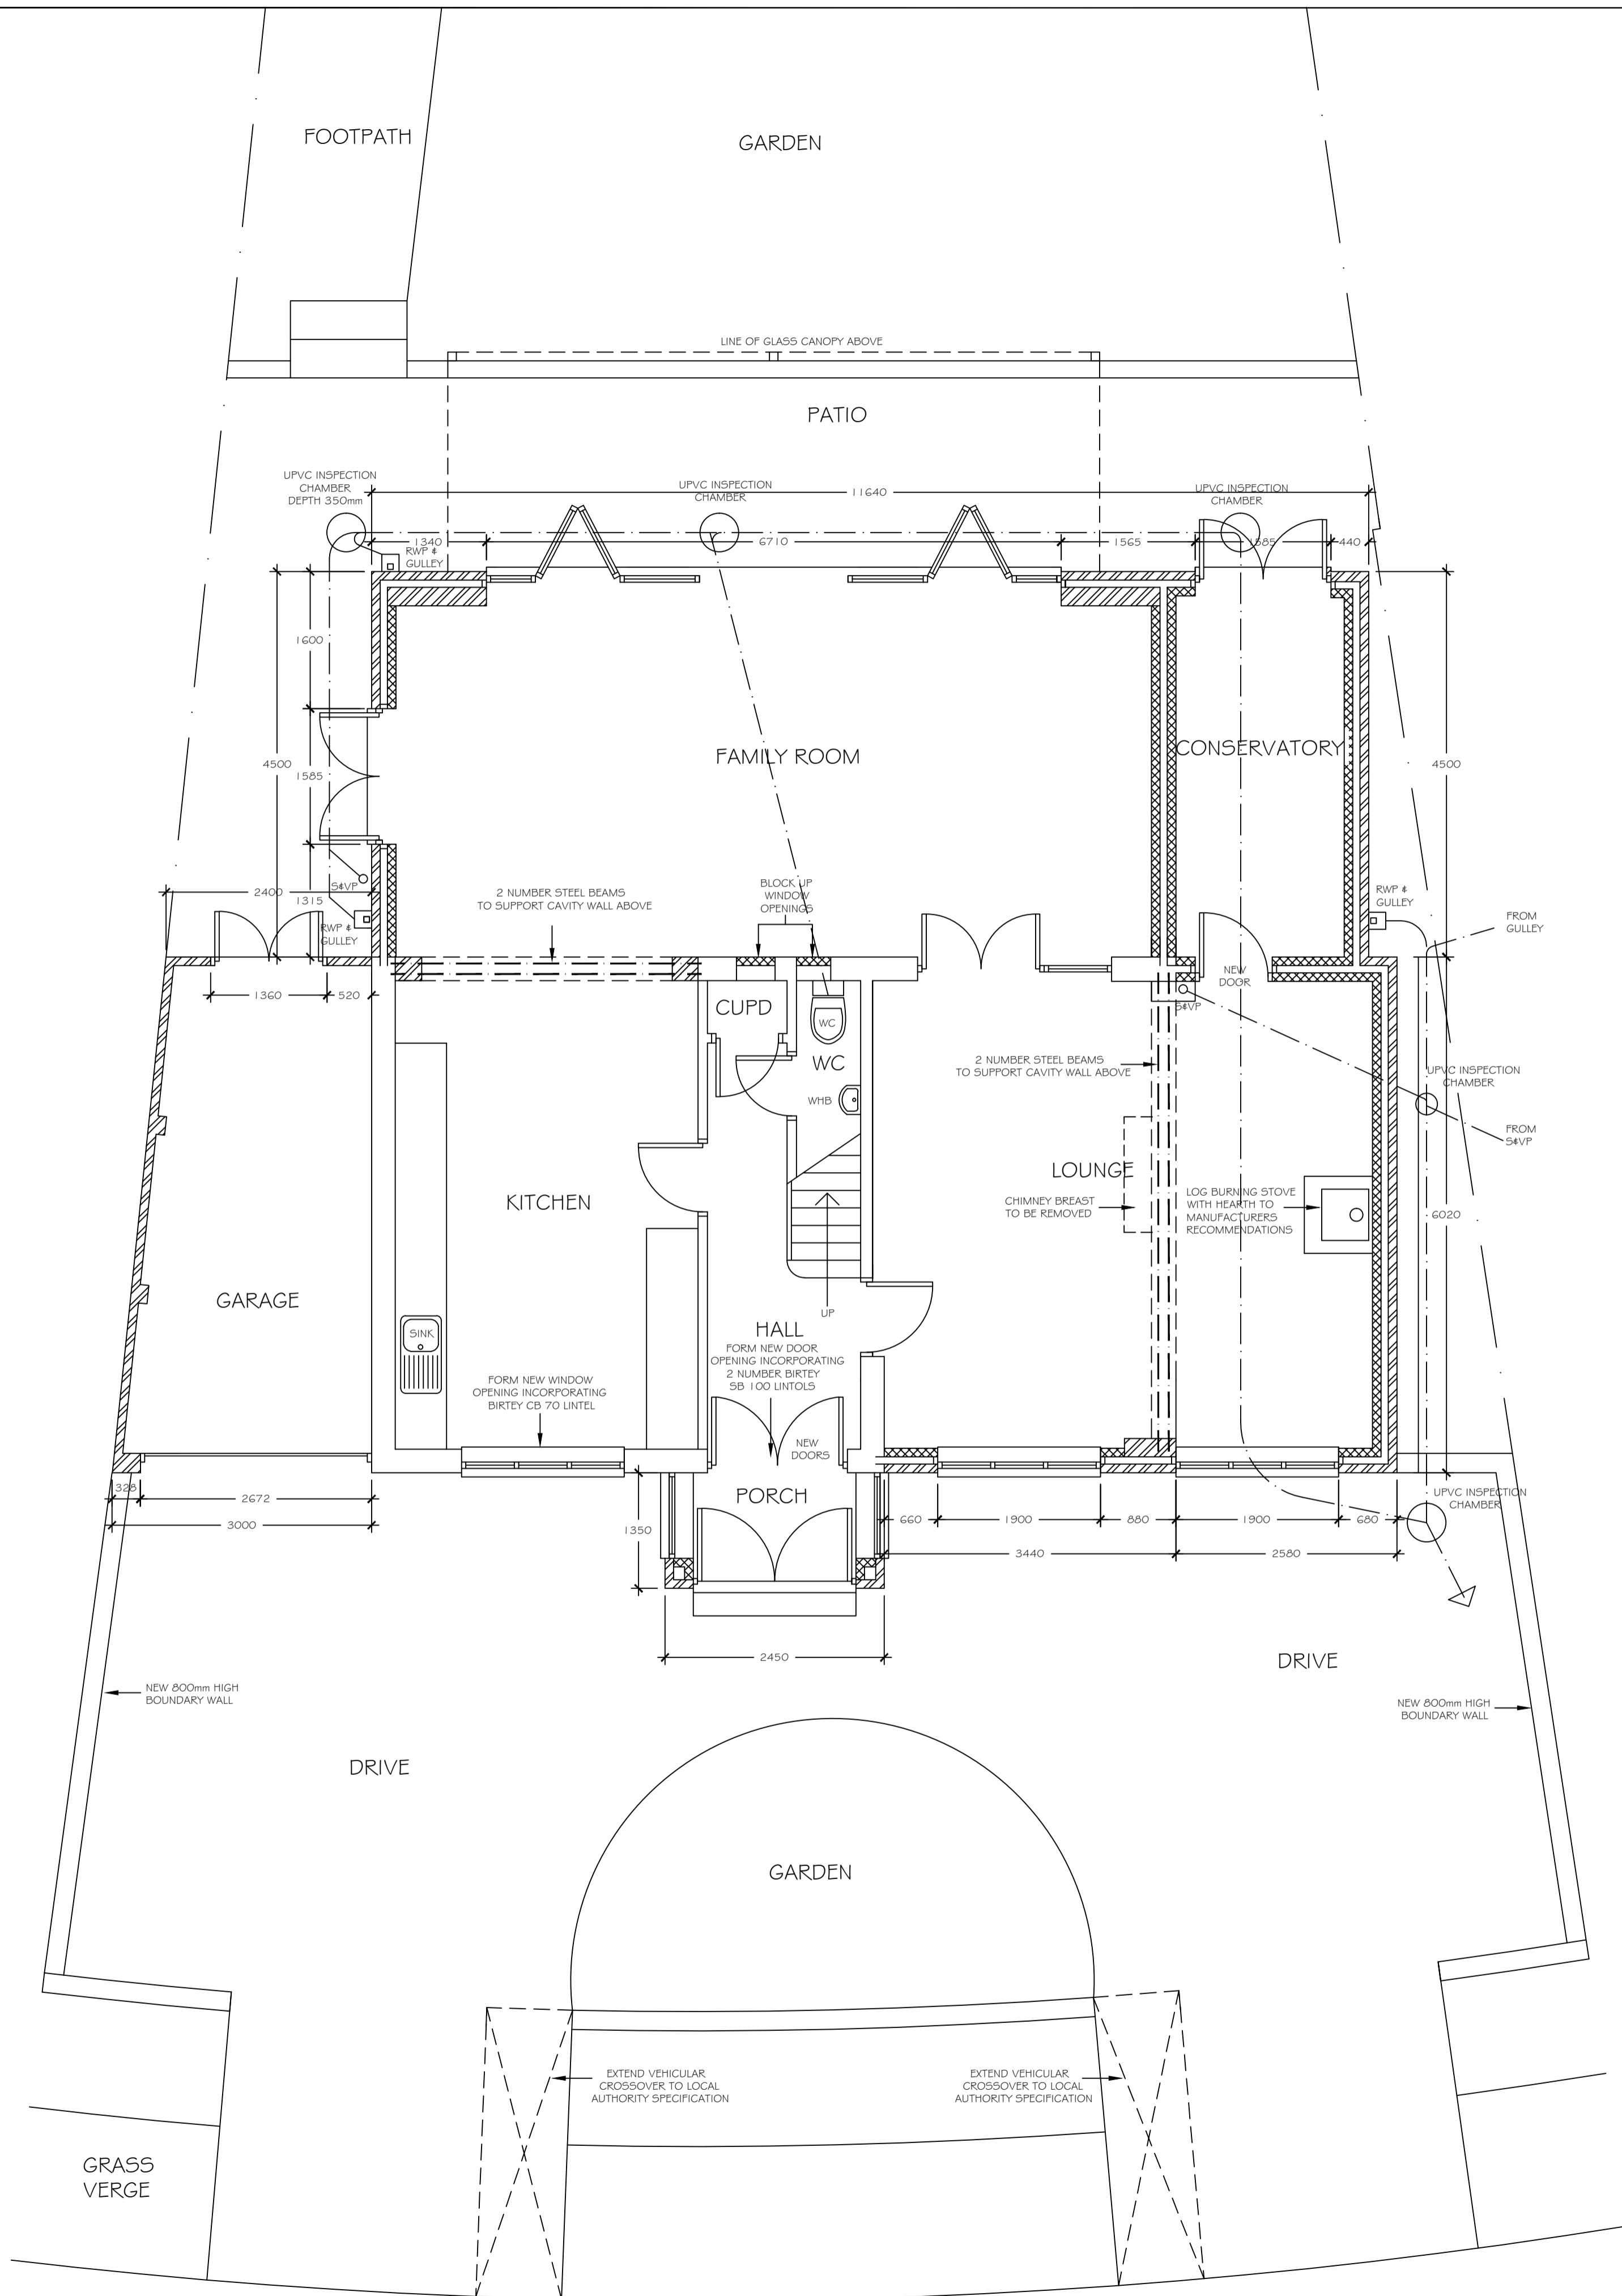 FOOTPATH
GARDEN
LINE OF GLASS CANOPY ABOVE
PATIO
UPVC INSPECTION
CHAMBER
DEPTH 350mm
UPVC INSPECTION
CHAMBER
11640
UPVC INSPECTION
CHAMBER
1340
6710
1565
1585
440
RWP &
GULLEY
1600
4500
1585
1315
FAMILY ROOM
CONSERVATORY
4500
2400
S&VP
RWP &
GULLEY
2 NUMBER STEEL BEAMS
TO SUPPORT CAVITY WALL ABOVE
BLOCK UP
WINDOW
OPENINGS
RWP &
GULLEY
FROM
GULLEY
1360
520
NEW
DOOR
S&VP
CUPD
WC
WC
WHB
2 NUMBER STEEL BEAMS
TO SUPPORT CAVITY WALL ABOVE
UPVC INSPECTION
CHAMBER
FROM
S&VP
LOUNGE
KITCHEN
CHIMNEY BREAST
TO BE REMOVED
LOG BURNING STOVE
WITH HEARTH TO
MANUFACTURERS
RECOMMENDATIONS
6020
GARAGE
UP
SINK
HALL
FORM NEW DOOR
OPENING INCORPORATING
2 NUMBER BIRTEY
SB 100 LINTOLS
FORM NEW WINDOW
OPENING INCORPORATING
BIRTEY CB 70 LINTEL
NEW
DOORS
PORCH
328
2672
3000
1350
660
1900
880
1900
680
3440
2580
UPVC INSPECTION
CHAMBER
2450
DRIVE
NEW 800mm HIGH
BOUNDARY WALL
NEW 800mm HIGH
BOUNDARY WALL
DRIVE
GARDEN
EXTEND VEHICULAR
CROSSOVER TO LOCAL
AUTHORITY SPECIFICATION
EXTEND VEHICULAR
CROSSOVER TO LOCAL
AUTHORITY SPECIFICATION
GRASS
VERGE